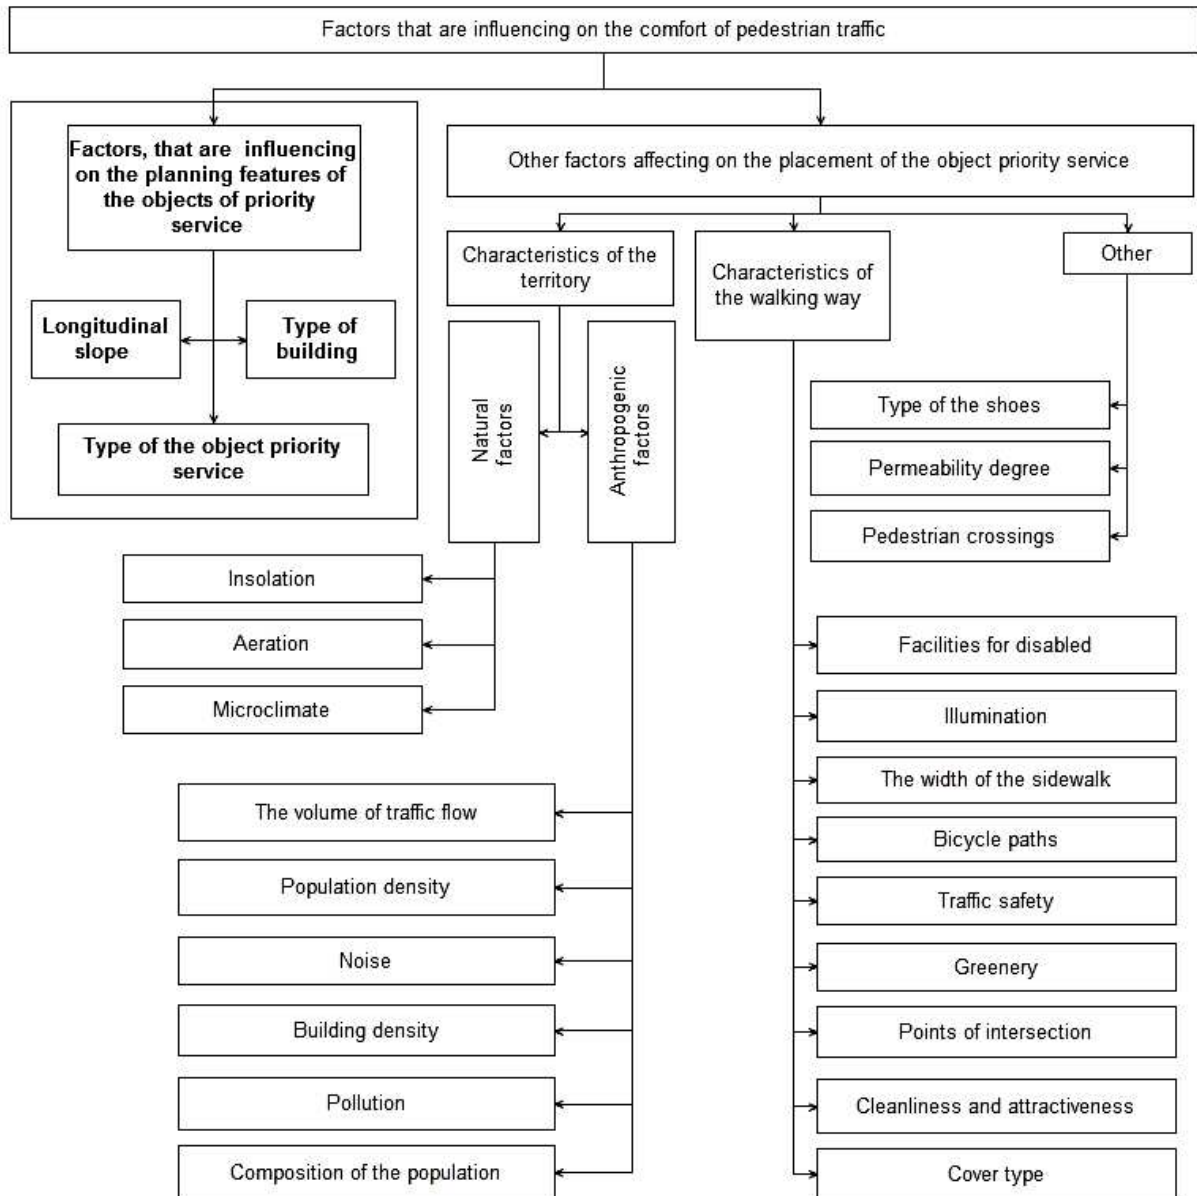 Factors that are influencing on the comfort of pedestrian traffic
Factors, that are influencing
on the planning features of
the objects of priority
service
Other factors affecting on the placement of the object priority service
Characteristics of the
territory
Characteristics of
the walking way
Other
Longitudinal
slope
Type of
building
Type of the object priority
service
Natural
factors
Anthropogenic
factors
Type of the shoes
Permeability degree
Pedestrian crossings
Insolation
Aeration
Microclimate
The volume of traffic flow
Population density
Noise
Building density
Pollution
Composition of the population
Facilities for disabled
Illumination
The width of the sidewalk
Bicycle paths
Traffic safety
Greenery
Points of intersection
Cleanliness and attractiveness
Cover type